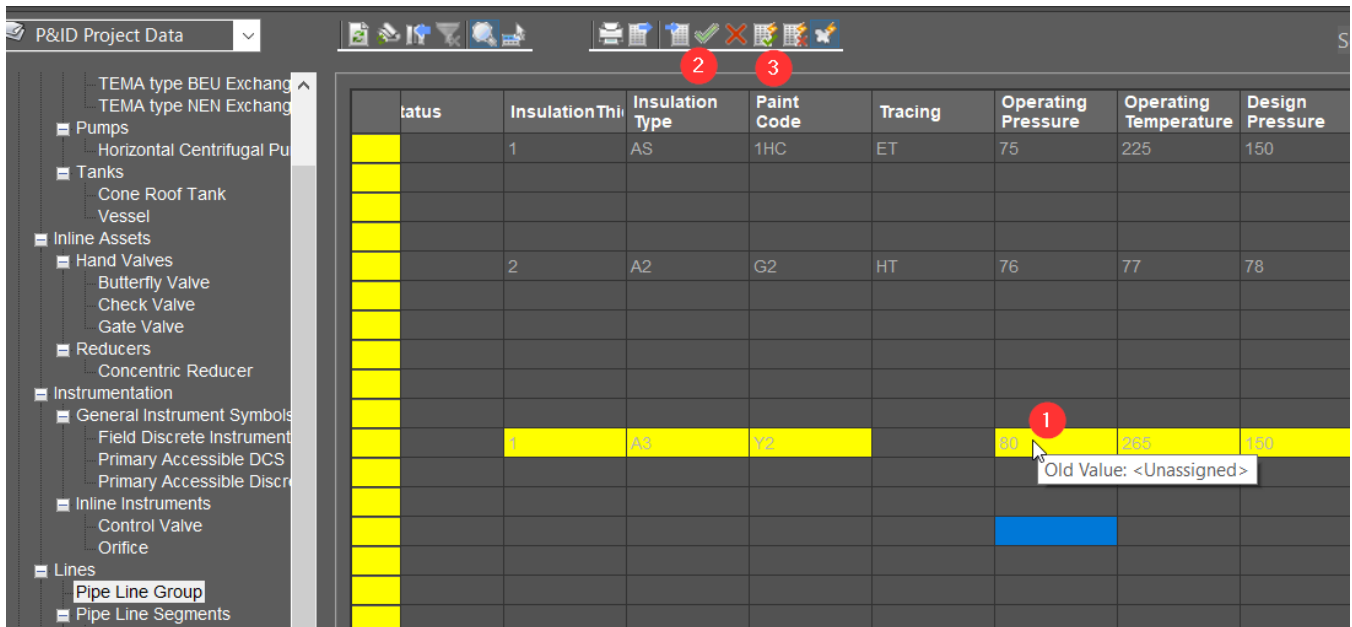 P&ID Project Data
S
2
3
TEMA type BEU Exchang
TEMA type NEN Exchang
Pumps
Horizontal Centrifugal Pu
Tanks
Cone Roof Tank
Vessel
Inline Assets
Hand Valves
Butterfly Valve
Check Valve
Gate Valve
Reducers
Concentric Reducer
Instrumentation
General Instrument Symbols
Field Discrete Instrument
Primary Accessible DCS
Primary Accessible Discre
Inline Instruments
Control Valve
Orifice
Lines
Pipe Line Group
Pipe Line Segments
tatus InsulationThi Insulation Type Paint Code Tracing Operating Pressure Operating Temperature Design Pressure
1 AS 1HC ET 75 225 150
2 A2 G2 HT 76 77 78
1
1 A3 Y2 80 265 150
Old Value: <Unassigned>